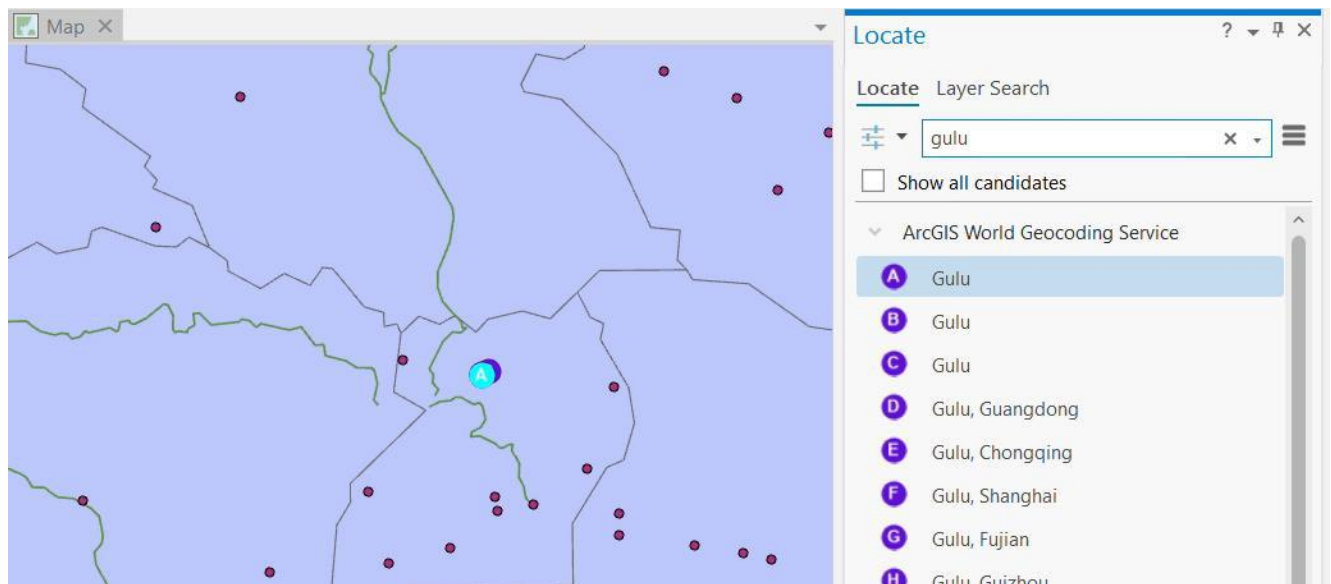 Map
Locate
?
Locate Layer Search
gulu
Show all candidates
ArcGIS World Geocoding Service
A Gulu
B Gulu
C Gulu
D Gulu, Guangdong
E Gulu, Chongqing
F Gulu, Shanghai
G Gulu, Fujian
H Gulu, Guizhou
A